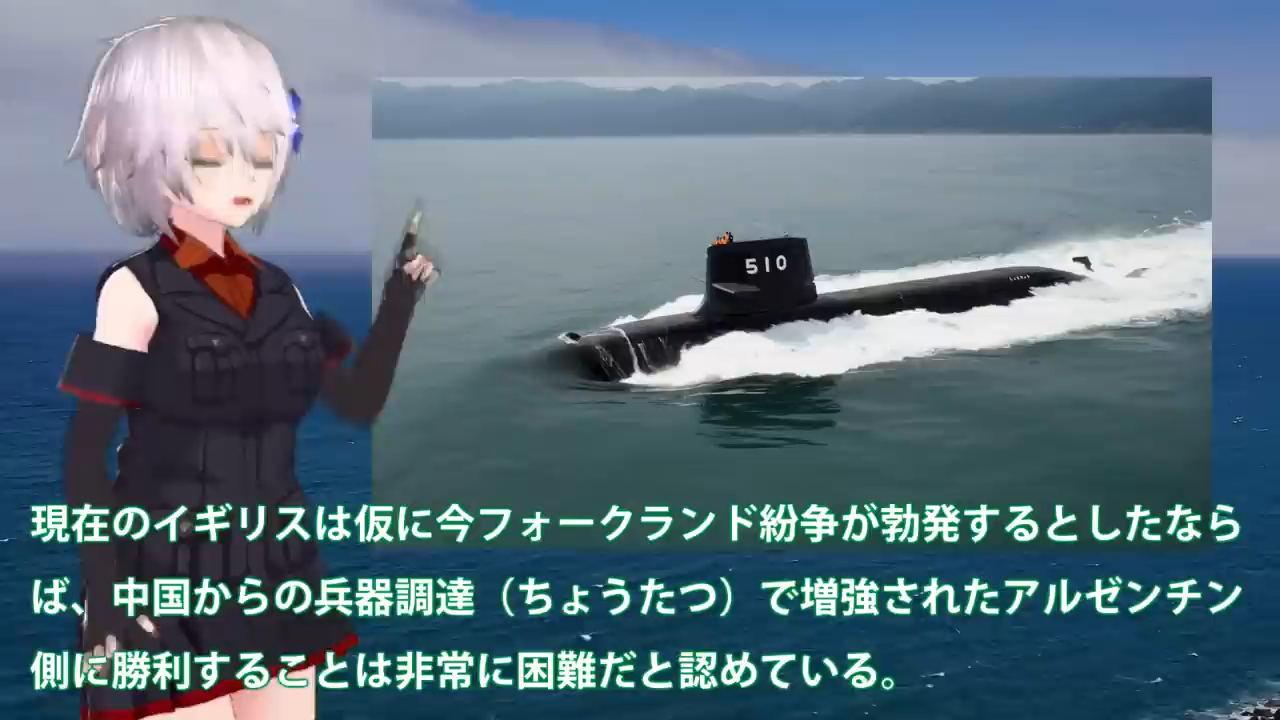 510
現在のイギリスは仮に今フォークランド紛争が勃発するとしたなら
ば、中国からの兵器調達（ちょうたつ）で増強されたアルゼンチン
側に勝利することは非常に困難だと認めている。